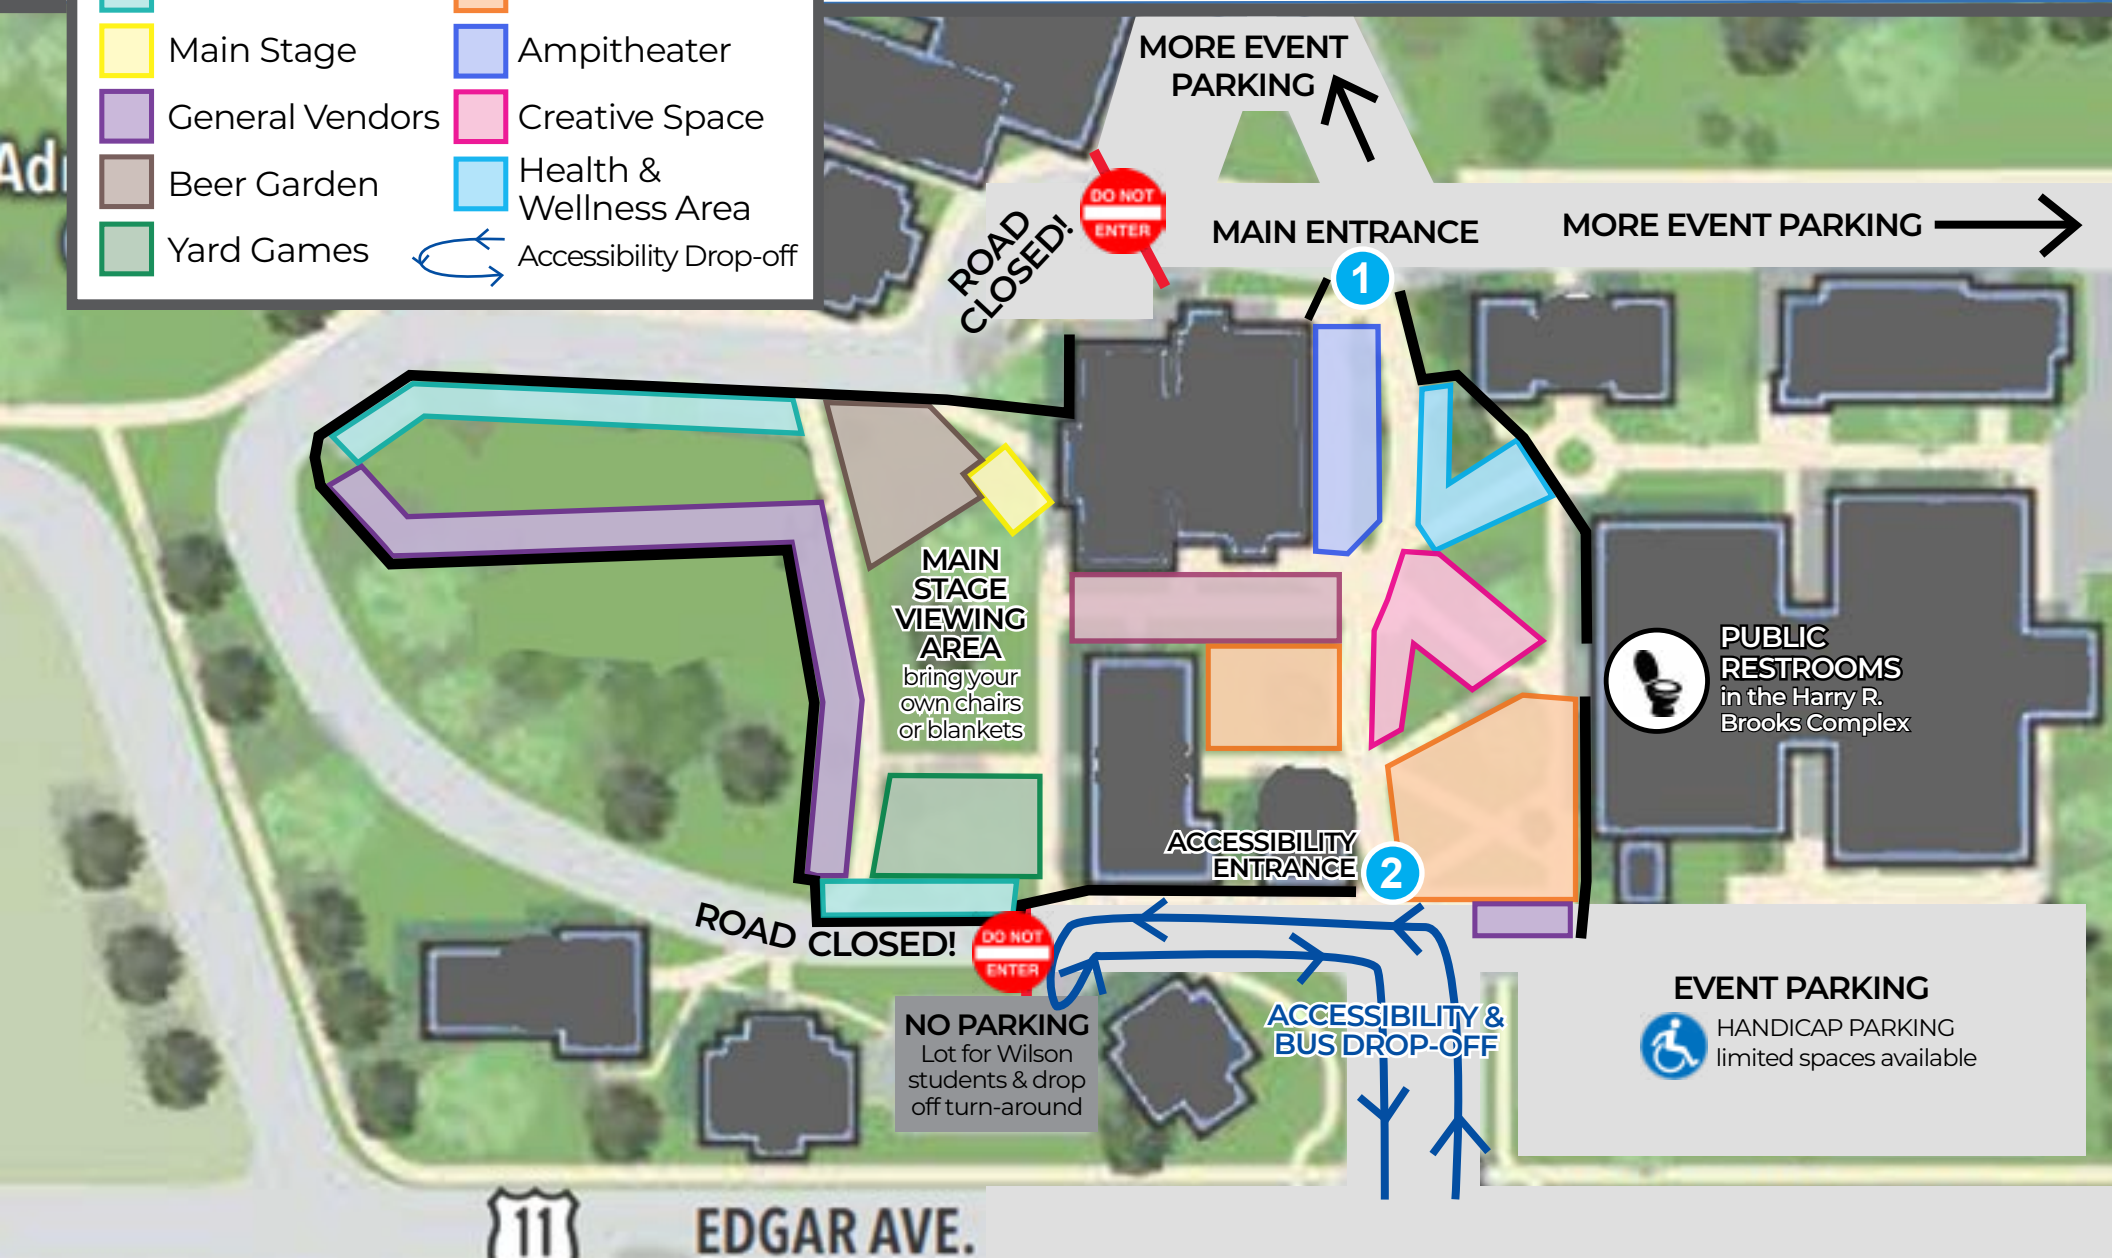 Main Stage
General Vendors
Beer Garden
Yard Games
Ampitheater
Creative Space
Health &
Wellness Area
Accessibility Drop-off
MORE EVENT
PARKING
DO NOT
ENTER
ROAD
CLOSED!
MAIN ENTRANCE
1
MORE EVENT PARKING
MAIN
STAGE
VIEWING
AREA
bring your
own chairs
or blankets
PUBLIC
RESTROOMS
in the Harry R.
Brooks Complex
ACCESSIBILITY
ENTRANCE
2
ROAD CLOSED!
DO NOT
ENTER
NO PARKING
Lot for Wilson
students & drop
off turn-around
ACCESSIBILITY &
BUS DROP-OFF
EVENT PARKING
HANDICAP PARKING
limited spaces available
11
EDGAR AVE.